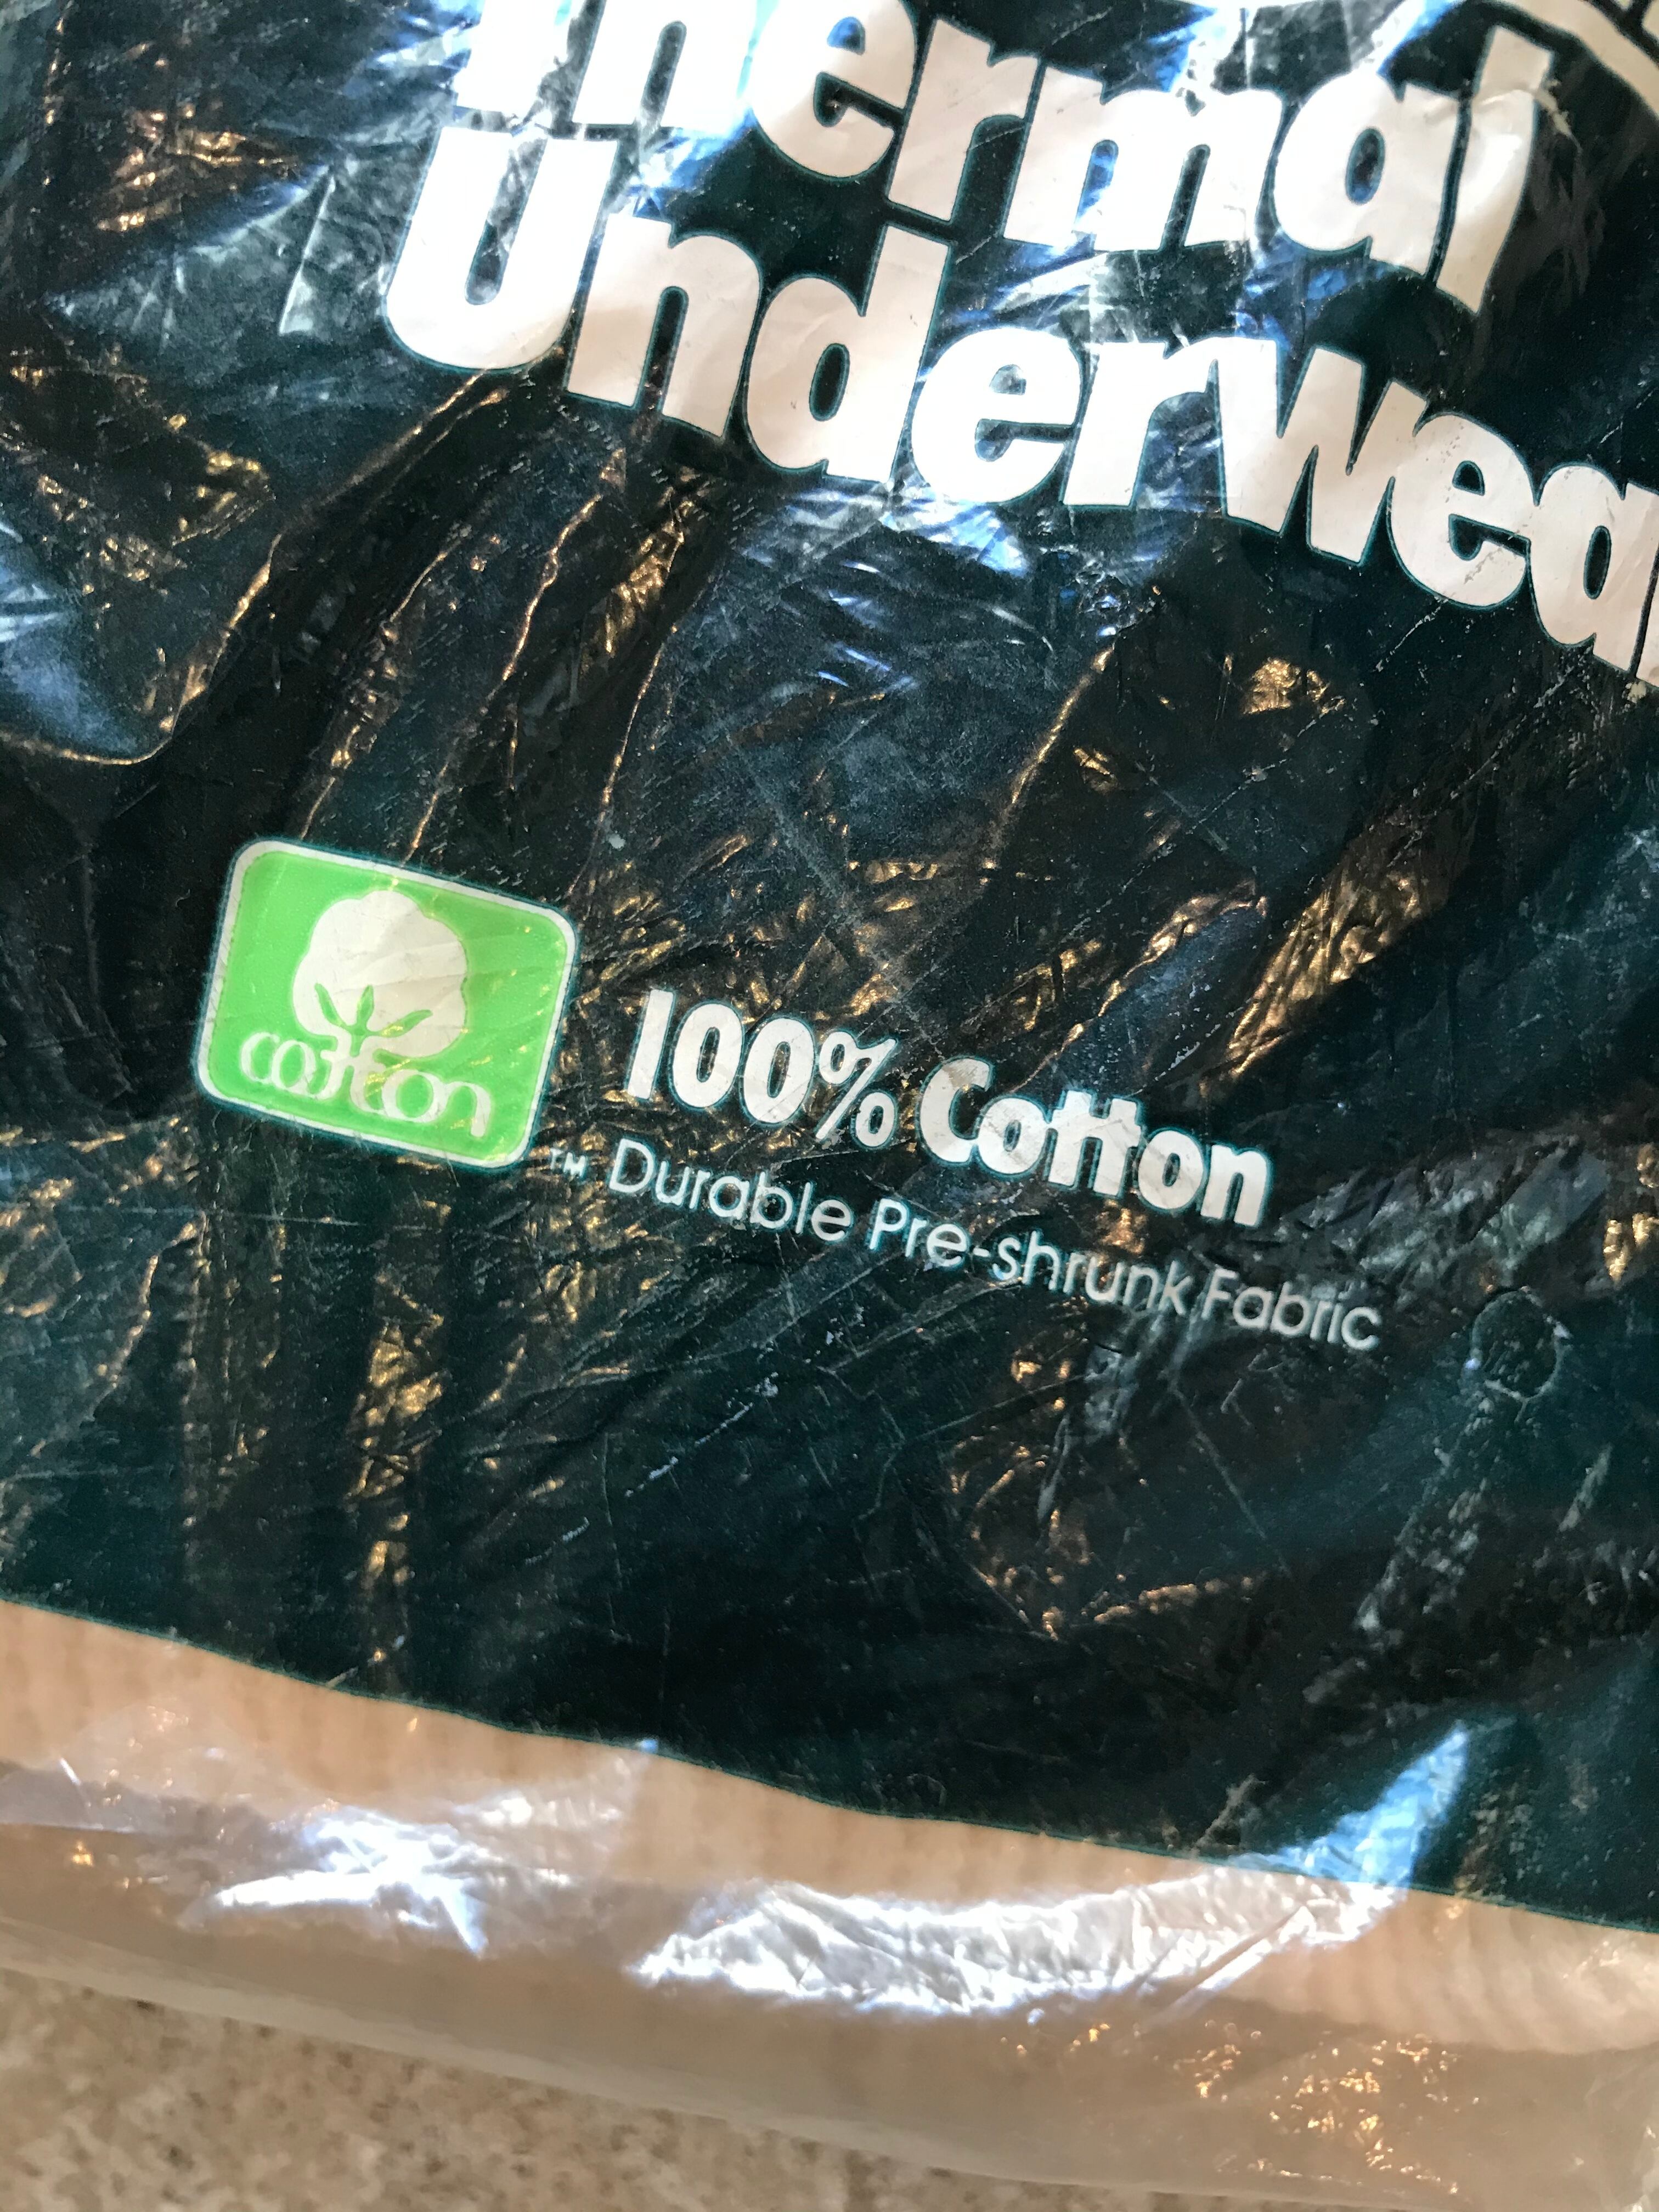 Thermal
Underwear
cotton
100% Cotton
™ Durable Pre-shrunk Fabric